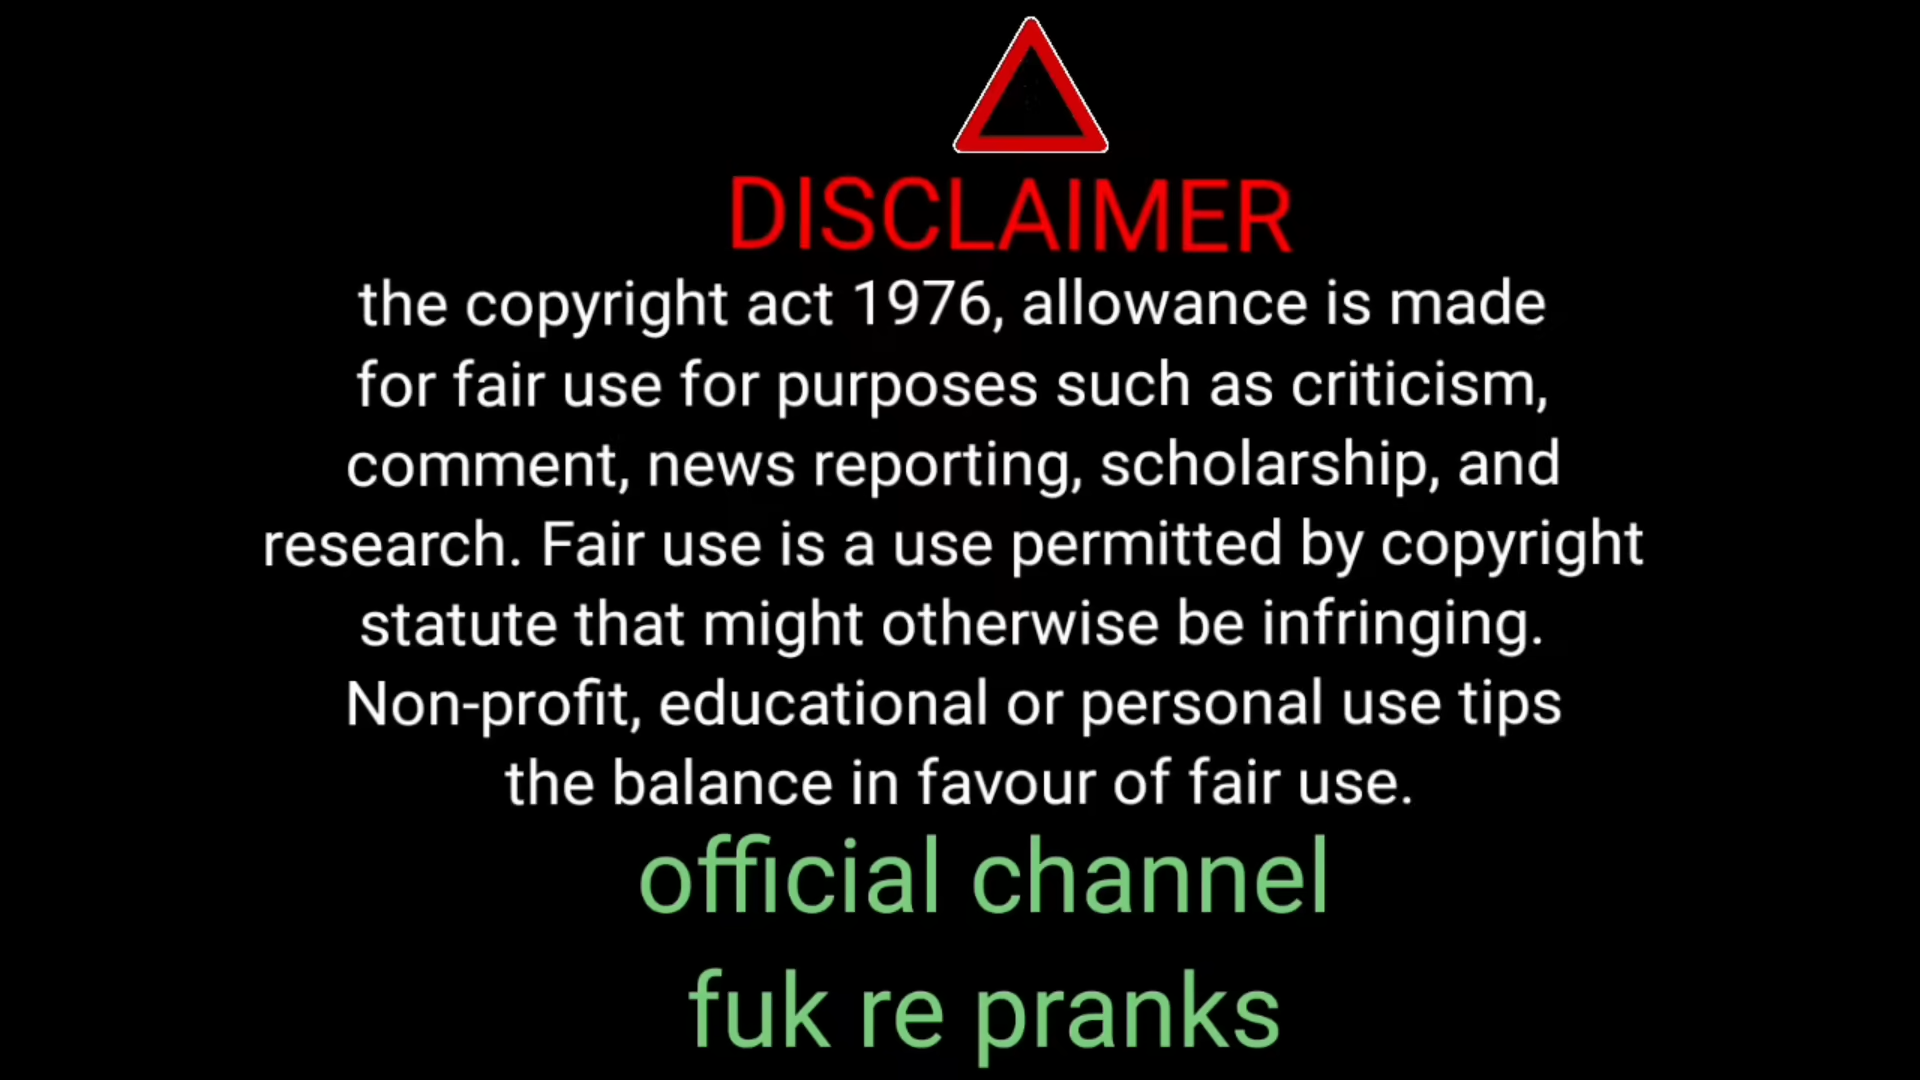 DISCLAIMER
the copyright act 1976, allowance is made
for fair use for purposes such as criticism,
comment, news reporting, scholarship, and
research. Fair use is a use permitted by copyright
statute that might otherwise be infringing.
Non-profit, educational or personal use tips
the balance in favour of fair use.
official channel
fuk re pranks